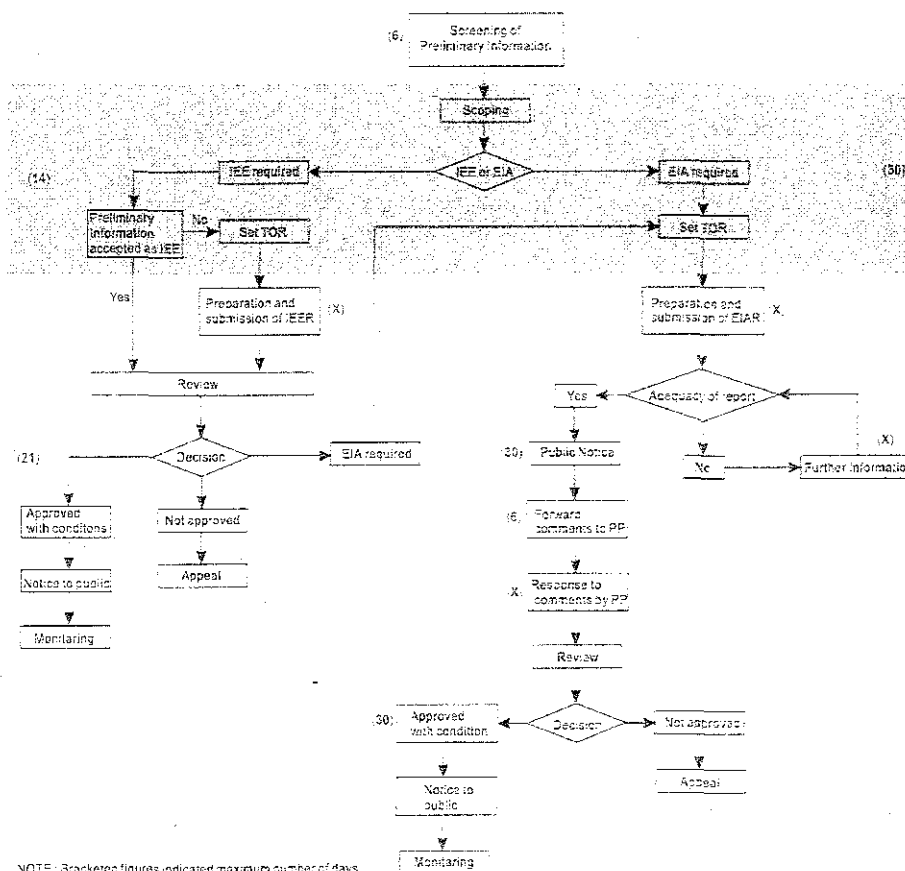 (6)
Screening of
Preliminary Information
Scoping
(14)
IEE required
IEE or EIA
EIA required
(30)
Preliminary
information
accepted as IEE
No
Set TOR
Set TOR
Yes
Preparation and
submission of IEER
(X)
Preparation and
submission of EIAR
X
Review
Yes
Adequacy of report
(21)
Decision
EIA required
(30)
Public Notice
No
(X)
Further Information
Approved
with conditons
Not approved
(6)
Forward
comments to PP
Notice to public
Appeal
X
Response to
comments by PP
Monitaring
Review
(30)
Approved
with condition
Decision
Not approved
Notice to
public
Appeal
Monitaring
NOTE : Bracketed figures indicated maximum number of days